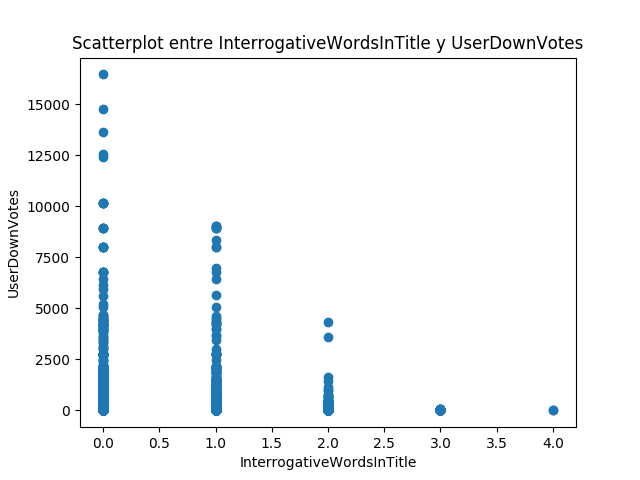 Scatterplot entre InterrogativeWordsInTitle y UserDownVotes
15000
12500
10000
7500
5000
2500
0
UserDownVotes
0.0 0.5 1.0 1.5 2.0 2.5 3.0 3.5 4.0
InterrogativeWordsInTitle